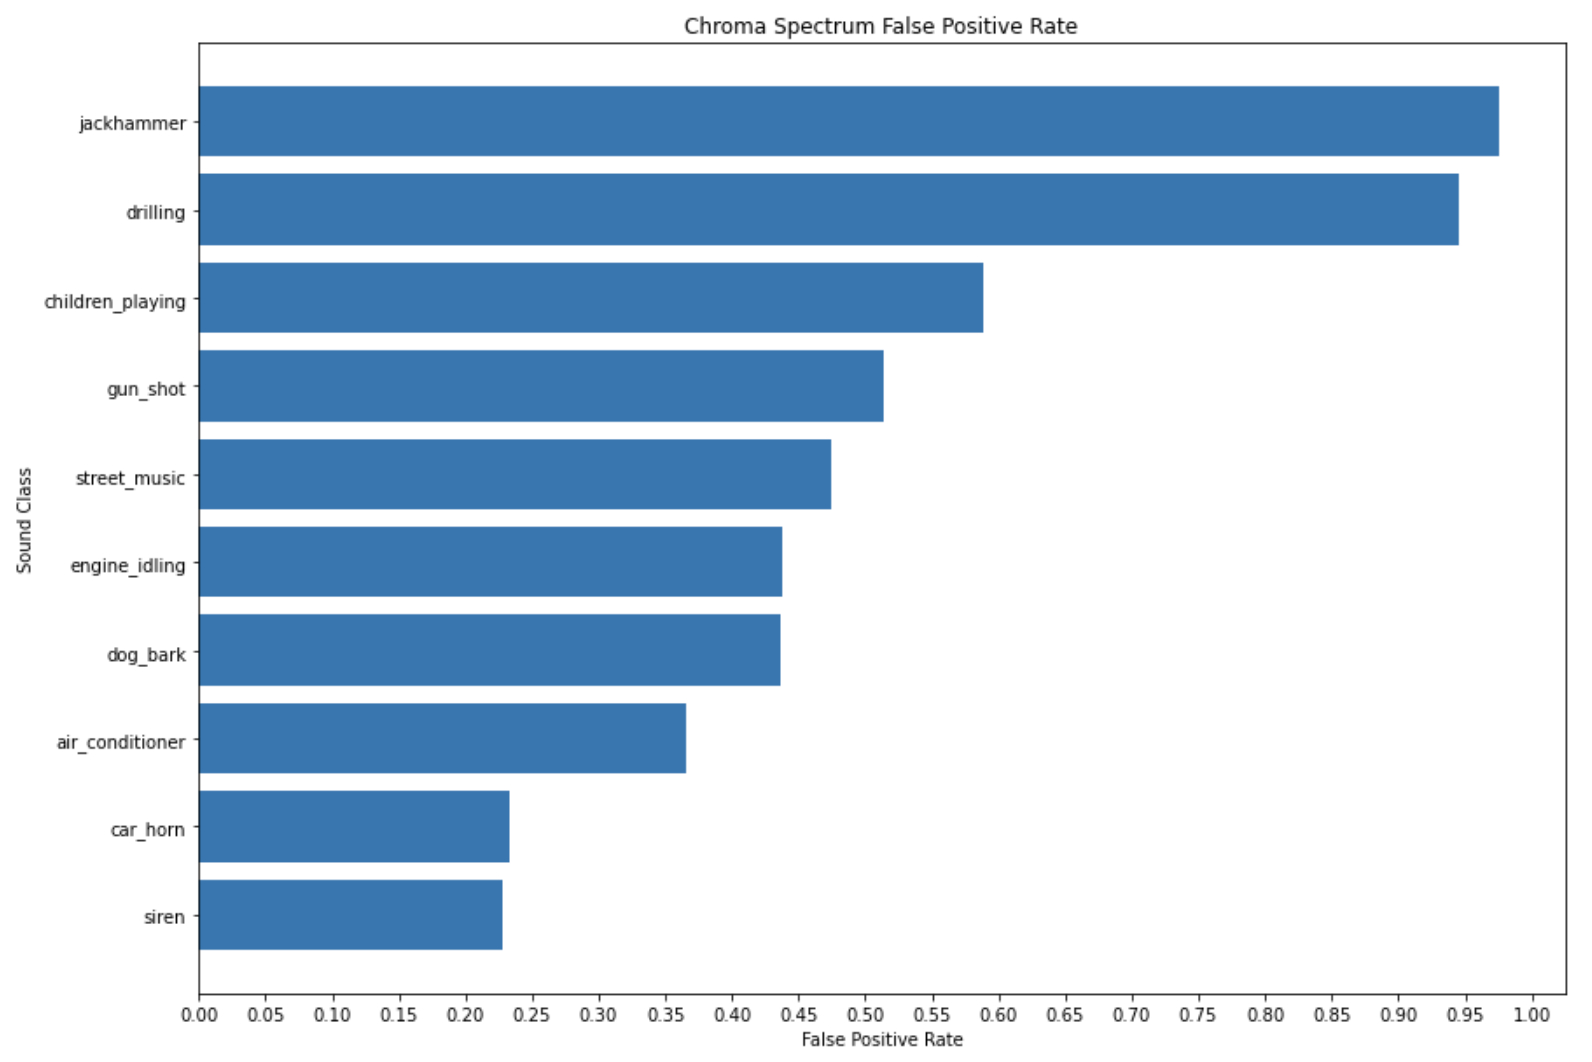 Chroma Spectrum False Positive Rate
jackhammer
drilling
children_playing
gun_shot
street_music
engine_idling
dog_bark
air_conditioner
car_horn
siren
Sound Class
0.00 0.05 0.10 0.15 0.20 0.25 0.30 0.35 0.40 0.45 0.50 0.55 0.60 0.65 0.70 0.75 0.80 0.85 0.90 0.95 1.00
False Positive Rate